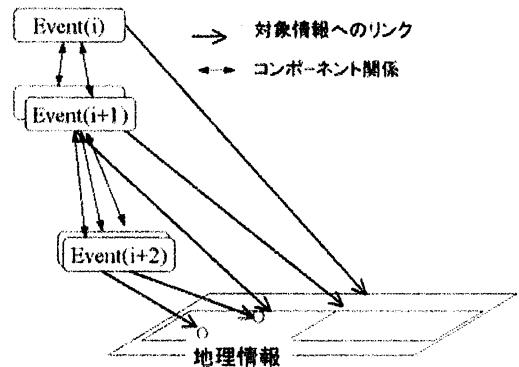 Event(i)
対象情報へのリンク
コンポーネント関係
Event(i+1)
Event(i+2)
地理情報